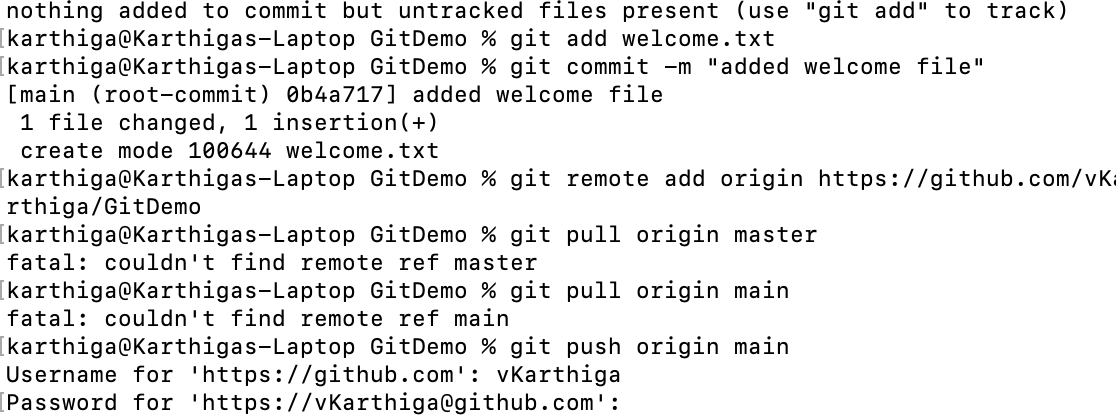 nothing added to commit but untracked files present (use "git add" to track)
[karthiga@Karthigas-Laptop GitDemo % git add welcome.txt
[karthiga@Karthigas-Laptop GitDemo % git commit -m "added welcome file"
[main (root-commit) 0b4a717] added welcome file
 1 file changed, 1 insertion(+)
 create mode 100644 welcome.txt
[karthiga@Karthigas-Laptop GitDemo % git remote add origin https://github.com/vKa
rthiga/GitDemo
[karthiga@Karthigas-Laptop GitDemo % git pull origin master
fatal: couldn't find remote ref master
[karthiga@Karthigas-Laptop GitDemo % git pull origin main
fatal: couldn't find remote ref main
[karthiga@Karthigas-Laptop GitDemo % git push origin main
Username for 'https://github.com': vKarthiga
[Password for 'https://vKarthiga@github.com':